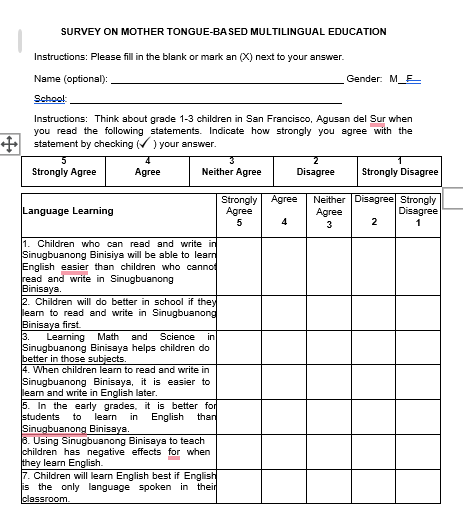 SURVEY ON MOTHER TONGUE-BASED MULTILINGUAL EDUCATION
Instructions: Please fill in the blank or mark an (X) next to your answer.
Name (optional): ______ Gender: M__F__
School: ______
Instructions: Think about grade 1-3 children in San Francisco, Agusan del Sur when
you read the following statements. Indicate how strongly you agree with the
statement by checking (✓ ) your answer.
5 4 3 2 1
Strongly Agree Agree Neither Agree Disagree Strongly Disagree
Language Learning
Strongly
Agree
5
Agree
4
Neither
Agree
3
Disagree
2
Strongly
Disagree
1
1. Children who can read and write in
Sinugbuanong Binisiya will be able to learn
English easier than children who cannot
read and write in Sinugbuanong
Binisaya.
2. Children will do better in school if they
learn to read and write in Sinugbuanong
Binisaya first.
3. Learning Math and Science in
Sinugbuanong Binisaya helps children do
better in those subjects.
4. When children learn to read and write in
Sinugbuanong Binisaya, it is easier to
learn and write in English later.
5. In the early grades, it is better for
students to learn in English than
Sinugbuanong Binisaya.
6. Using Sinugbuanong Binisaya to teach
children has negative effects for when
they learn English.
7. Children will learn English best if English
is the only language spoken in their
classroom.